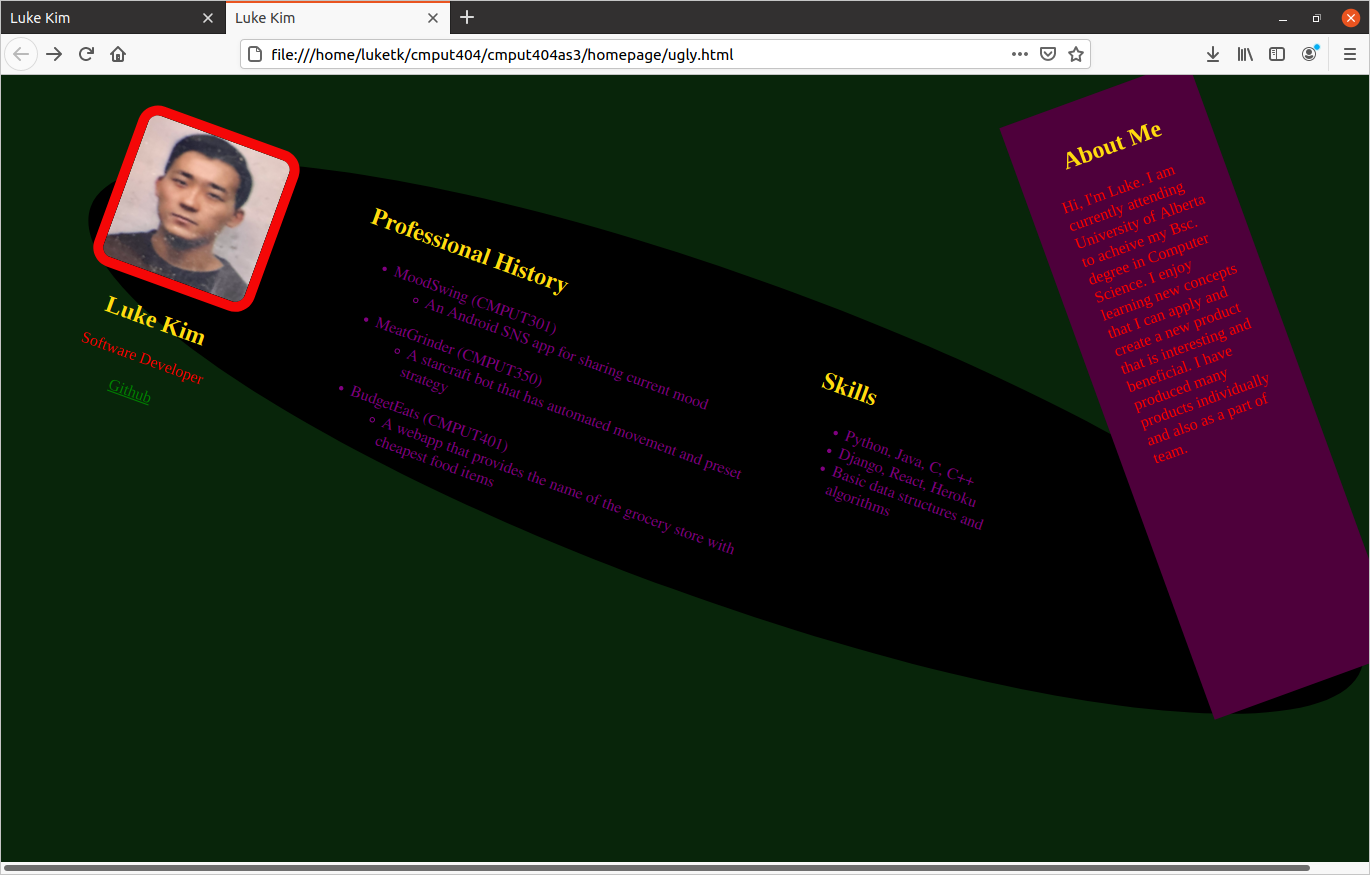 Luke Kim
Luke Kim
file:///home/luketk/cmput404/cmput404as3/homepage/ugly.html
Luke Kim
Software Developer
Github
Professional History
MoodSwing (CMPUT301)
An Android SNS app for sharing current mood
MeatGrinder (CMPUT350)
A starcraft bot that has automated movement and preset
strategy
BudgetEats (CMPUT401)
A webapp that provides the name of the grocery store with
cheapest food items
Skills
Python, Java, C, C++
Django, React, Heroku
Basic data structures and
algorithms
About Me
Hi, I'm Luke. I am
currently attending
University of Alberta
to acheive my Bsc.
degree in Computer
Science. I enjoy
learning new concepts
that I can apply and
create a new product
that is interesting and
beneficial. I have
produced many
products individually
and also as a part of
team.